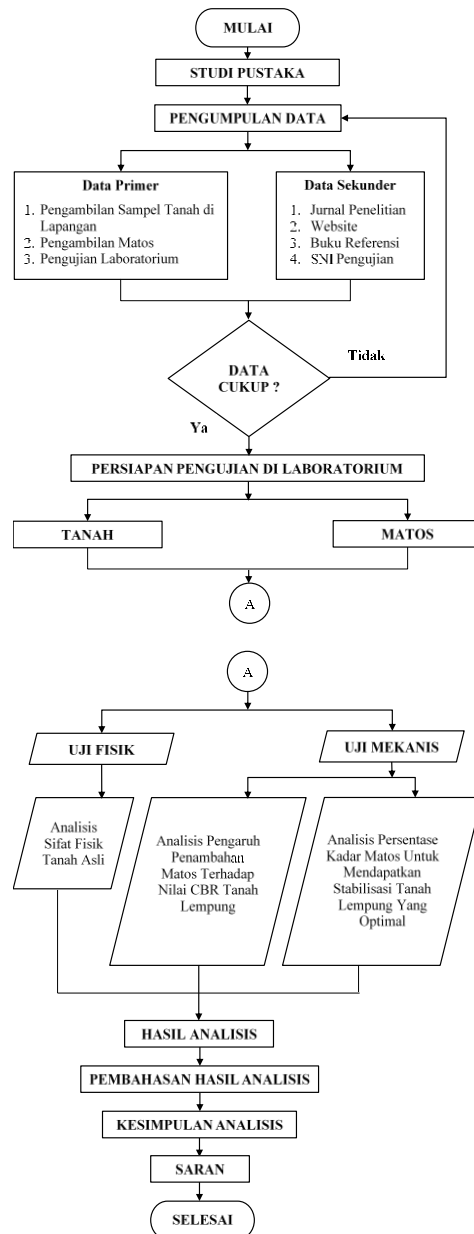 MULAI
STUDI PUSTAKA
PENGUMPULAN DATA
Data Primer
1. Pengambilan Sampel Tanah di
Lapangan
2. Pengambilan Matos
3. Pengujian Laboratorium
Data Sekunder
1. Jurnal Penelitian
2. Website
3. Buku Referensi
4. SNI Pengujian
DATA
CUKUP ?
Tidak
Ya
PERSIAPAN PENGUJIAN DI LABORATORIUM
TANAH
MATOS
A
A
UJI FISIK
UJI MEKANIS
Analisis
Sifat Fisik
Tanah Asli
Analisis Pengaruh
Penambahan
Matos Terhadap
Nilai CBR Tanah
Lempung
Analisis Persentase
Kadar Matos Untuk
Mendapatkan
Stabilisasi Tanah
Lempung Yang
Optimal
HASIL ANALISIS
PEMBAHASAN HASIL ANALISIS
KESIMPULAN ANALISIS
SARAN
SELESAI